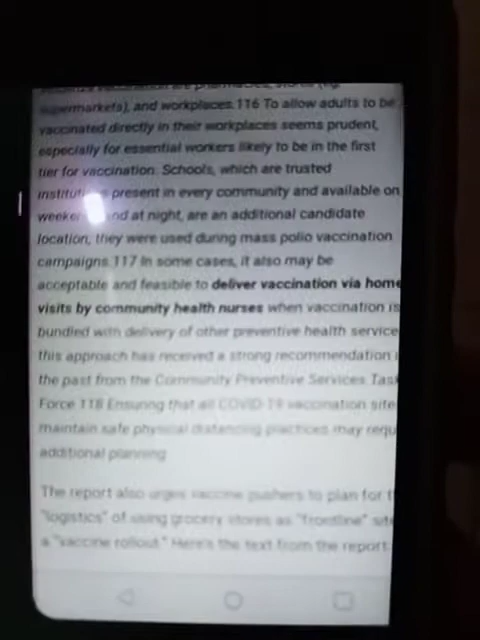 supermarkets), and workplaces.116 To allow adults to be
vaccinated directly in their workplaces seems prudent,
especially for essential workers likely to be in the first
tier for vaccination. Schools, which are trusted
present in every community and available on
and at night, are an additional candidate
location; they were used during mass polio vaccination
campaigns.117 In some cases, it also may be
acceptable and feasible to deliver vaccination via home
visits by community health nurses when vaccination is
bundled with delivery of other preventive health service
this approach has received a strong recommendation i
the past from the Community Preventive Services Task
Force.118 Ensuring that all COVID-19 vaccination site
maintain safe physical distancing practices may requ
additional planning.
The report also urges vaccine pushers to plan for t
"logistics" of using grocery stores as "frontline" site
a "vaccine rollout." Here's the text from the report: